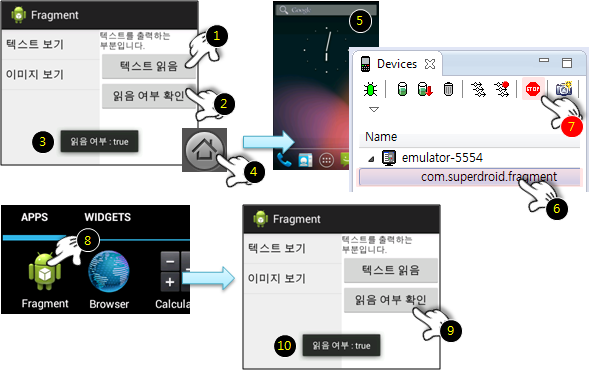 Fragment
텍스트 보기
이미지 보기
텍스트를 출력하는
부분입니다.
텍스트 읽음
1
읽음 여부 확인
2
3
읽음 여부 : true
4
Google
5
Devices
STOP
7
Name
emulator-5554
com.superdroid.fragment
6
APPS WIDGETS
8
Fragment Browser Calcula
Fragment
텍스트 보기
이미지 보기
텍스트를 출력하는
부분입니다.
텍스트 읽음
읽음 여부 확인
9
10
읽음 여부 : true